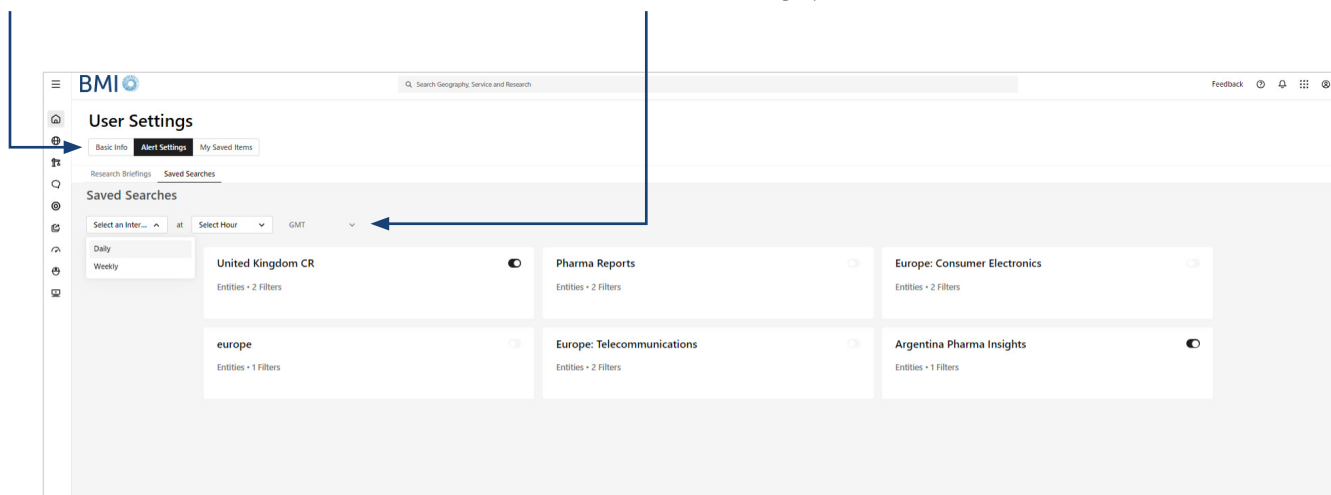 BMI
Search Geography, Service and Research
Feedback
User Settings
Basic Info Alert Settings My Saved Items
Research Briefings Saved Searches
Saved Searches
Select an Inter... at Select Hour GMT
Daily
Weekly
United Kingdom CR
Entities • 2 Filters
Pharma Reports
Entities • 2 Filters
Europe: Consumer Electronics
Entities • 2 Filters
europe
Entities • 1 Filters
Europe: Telecommunications
Entities • 2 Filters
Argentina Pharma Insights
Entities • 1 Filters